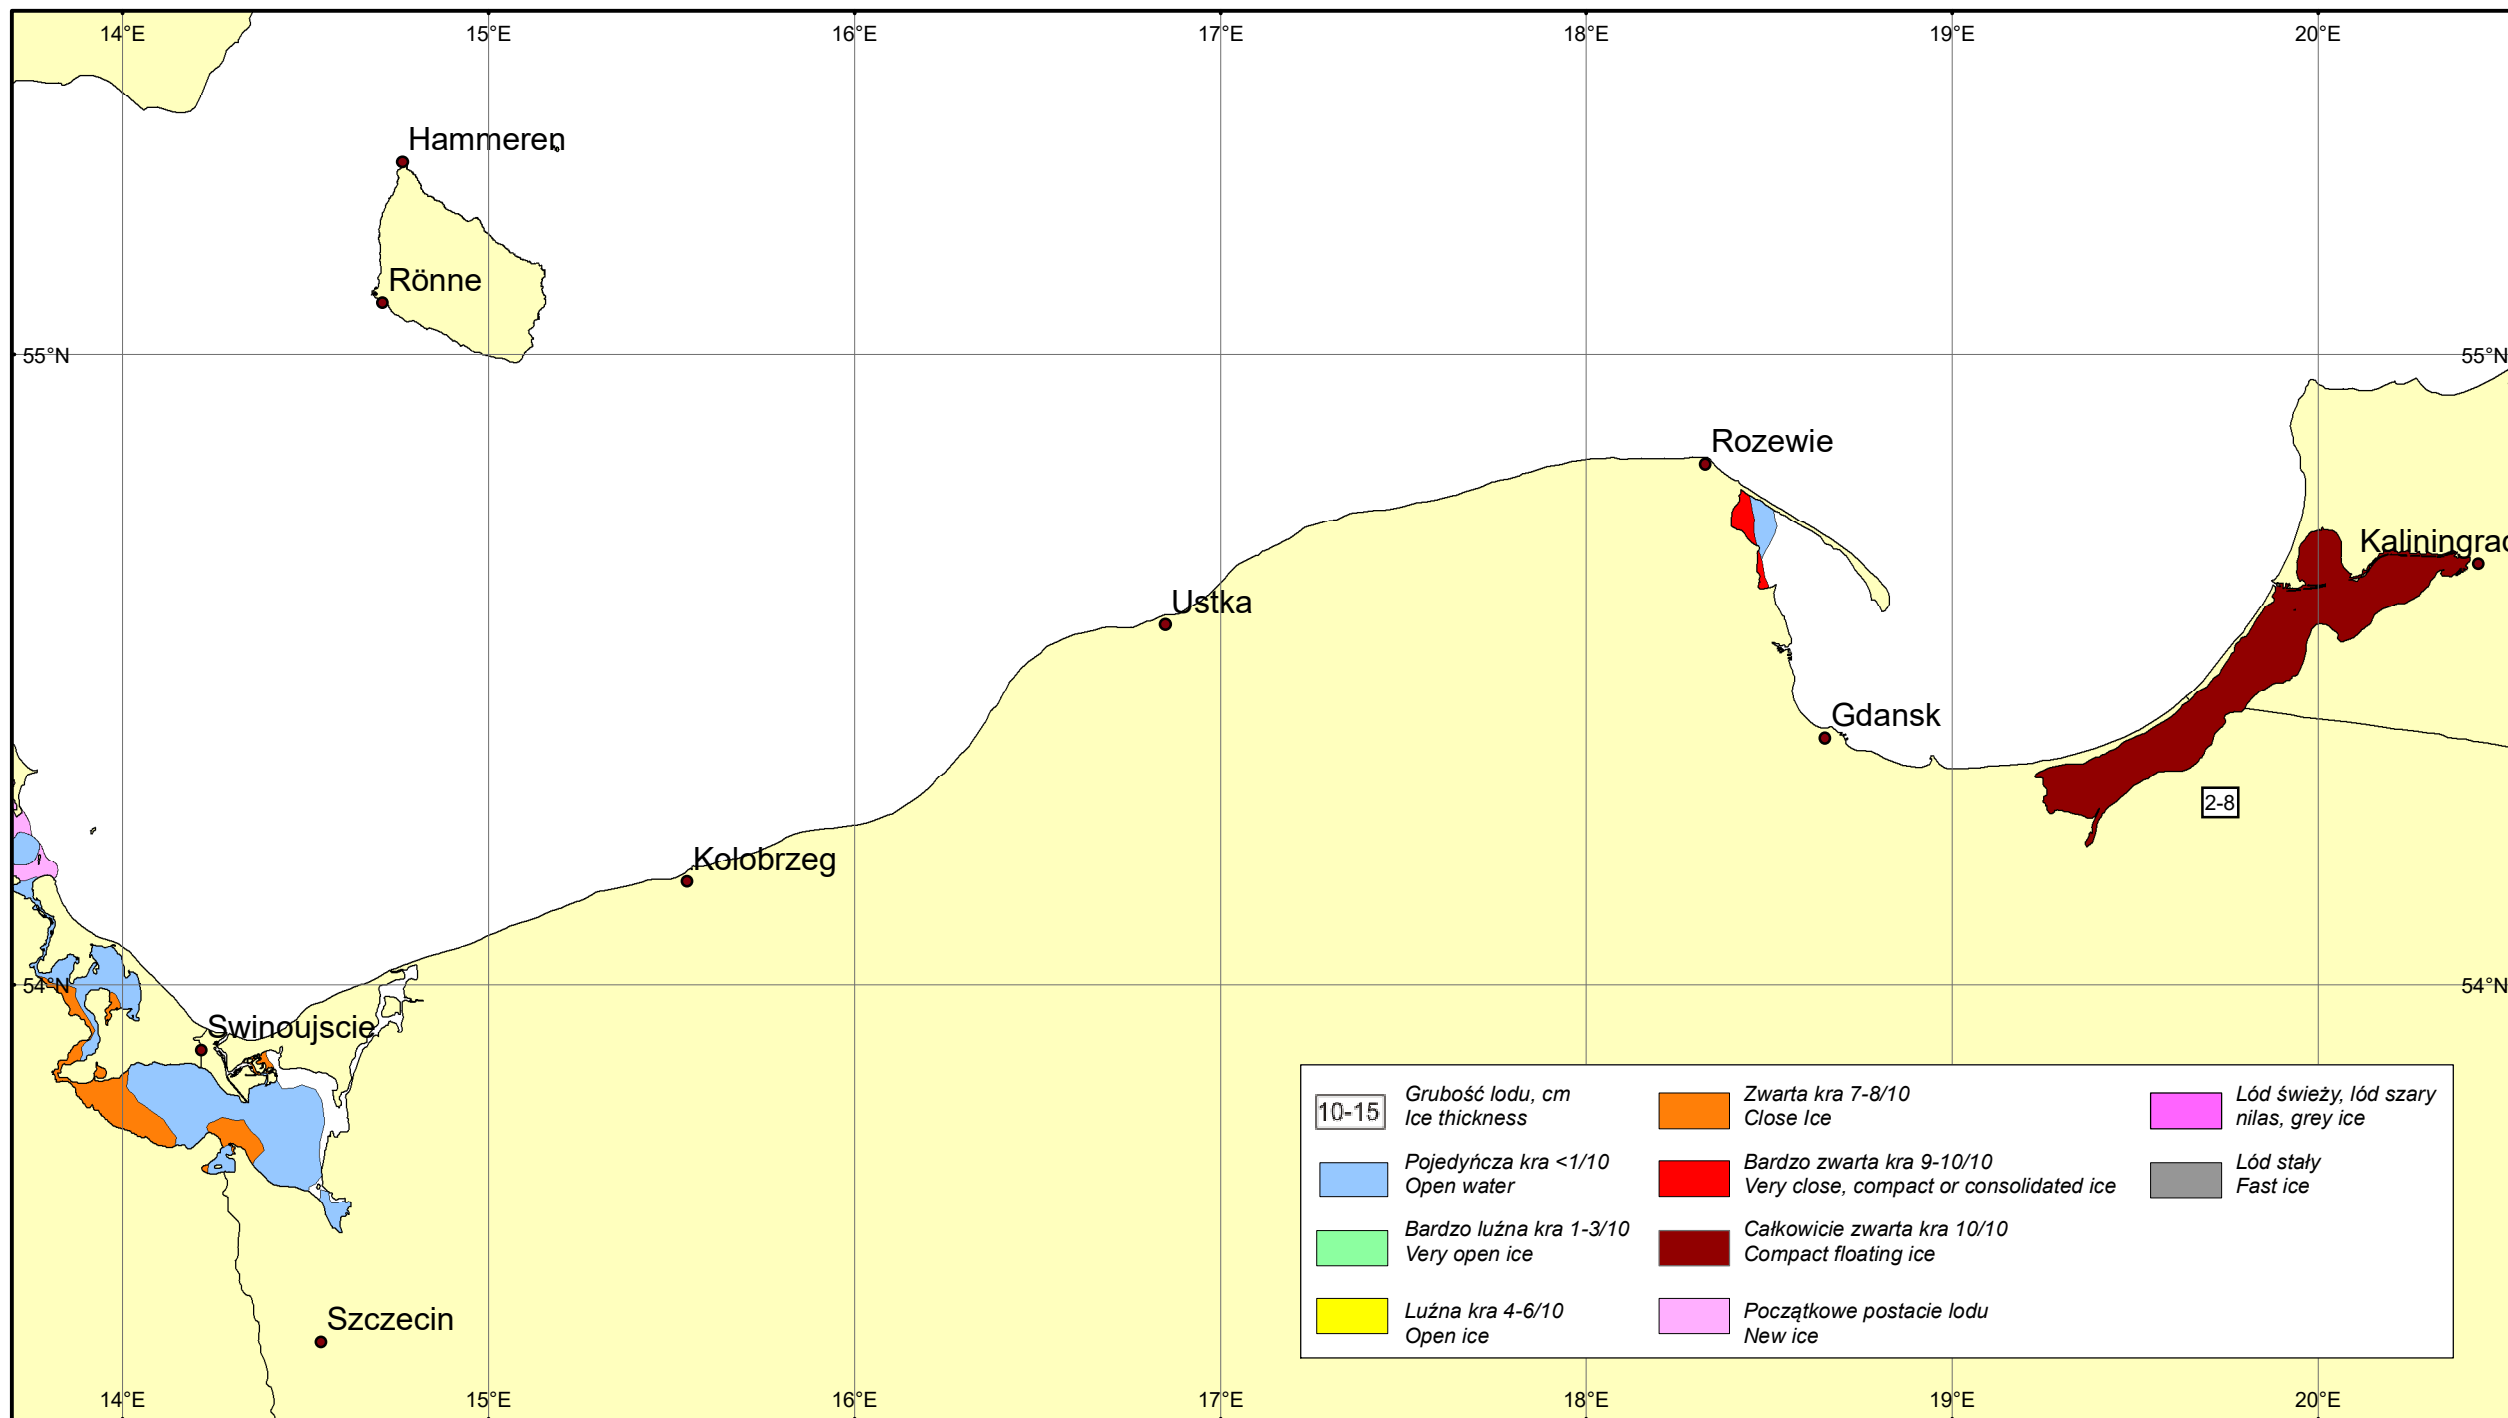 14°E 15°E 16°E 17°E 18°E 19°E 20°E
Hammeren
Rönne
55°N 55°N
Rozewie
Kaliningrad
Ustka
Gdansk
2-8
Kolobrzeg
54°N 54°N
Swinoujscie
Szczecin
10-15
Grubość lodu, cm
Ice thickness
Pojedyńcza kra <1/10
Open water
Bardzo luźna kra 1-3/10
Very open ice
Luźna kra 4-6/10
Open ice
Zwarta kra 7-8/10
Close Ice
Bardzo zwarta kra 9-10/10
Very close, compact or consolidated ice
Całkowicie zwarta kra 10/10
Compact floating ice
Początkowe postacie lodu
New ice
Lód świeży, lód szary
nilas, grey ice
Lód stały
Fast ice
14°E 15°E 16°E 17°E 18°E 19°E 20°E